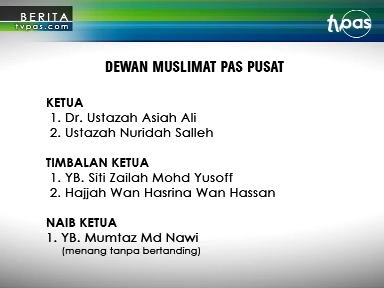 BERITA
tvpas.com
tvpas
DEWAN MUSLIMAT PAS PUSAT
KETUA
1. Dr. Ustazah Asiah Ali
2. Ustazah Nuridah Salleh
TIMBALAN KETUA
1. YB. Siti Zailah Mohd Yusoff
2. Hajjah Wan Hasrina Wan Hassan
NAIB KETUA
1. YB. Mumtaz Md Nawi
(menang tanpa bertanding)